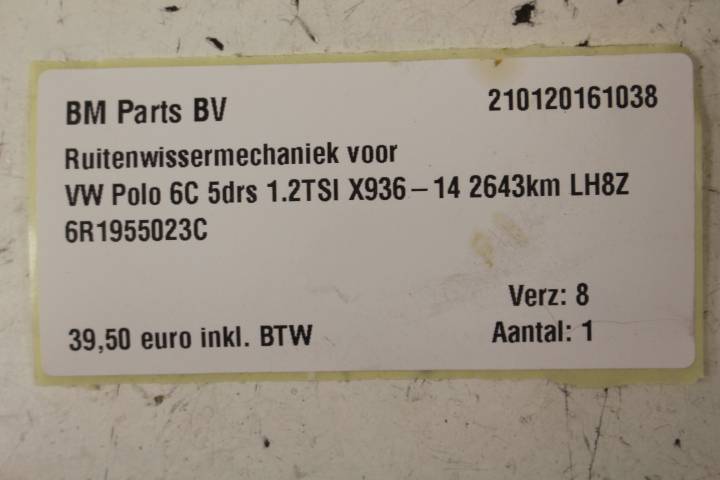 BM Parts BV
210120161038
Ruitenwissermechaniek voor
VW Polo 6C 5drs 1.2TSI X936-14 2643km LH8Z
6R1955023C
Verz: 8
39,50 euro inkl. BTW
Aantal: 1